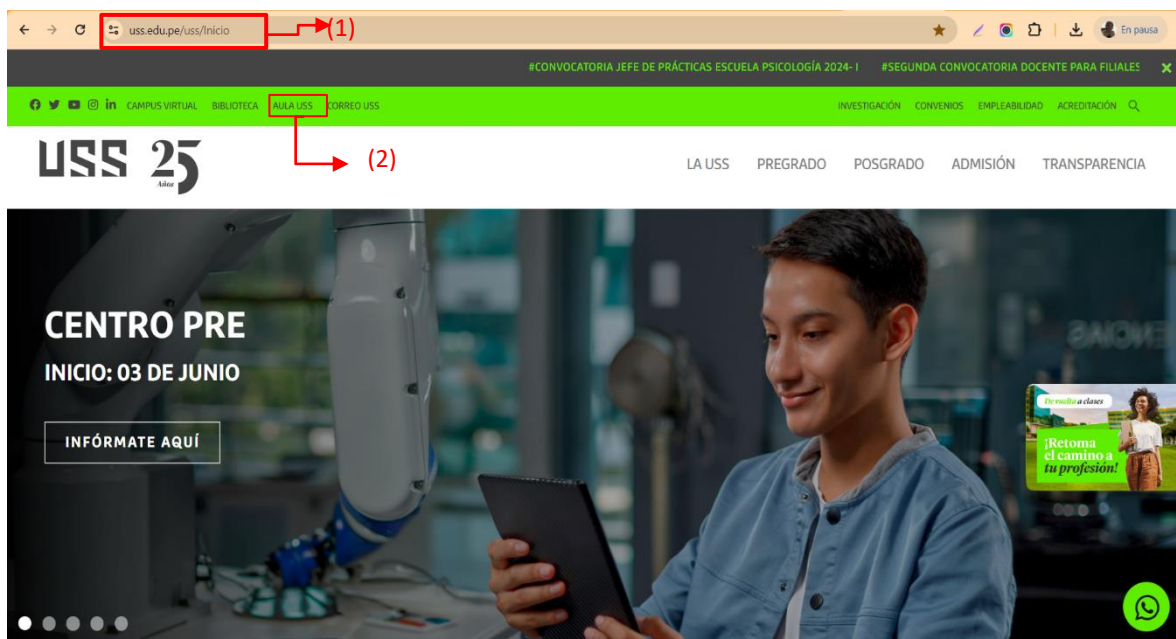 uss.edu.pe/uss/Inicio
(1)
En pausa
#CONVOCATORIA JEFE DE PRÁCTICAS ESCUELA PSICOLOGÍA 2024- I #SEGUNDA CONVOCATORIA DOCENTE PARA FILIALES
CAMPUS VIRTUAL BIBLIOTECA AULA USS CORREO USS
INVESTIGACIÓN CONVENIOS EMPLEABILIDAD ACREDITACIÓN
(2)
USS 25
Años
LA USS PREGRADO POSGRADO ADMISIÓN TRANSPARENCIA
CENTRO PRE
INICIO: 03 DE JUNIO
INFÓRMATE AQUÍ
De vuelta a clases
¡Retoma
el camino a
tu profesión!